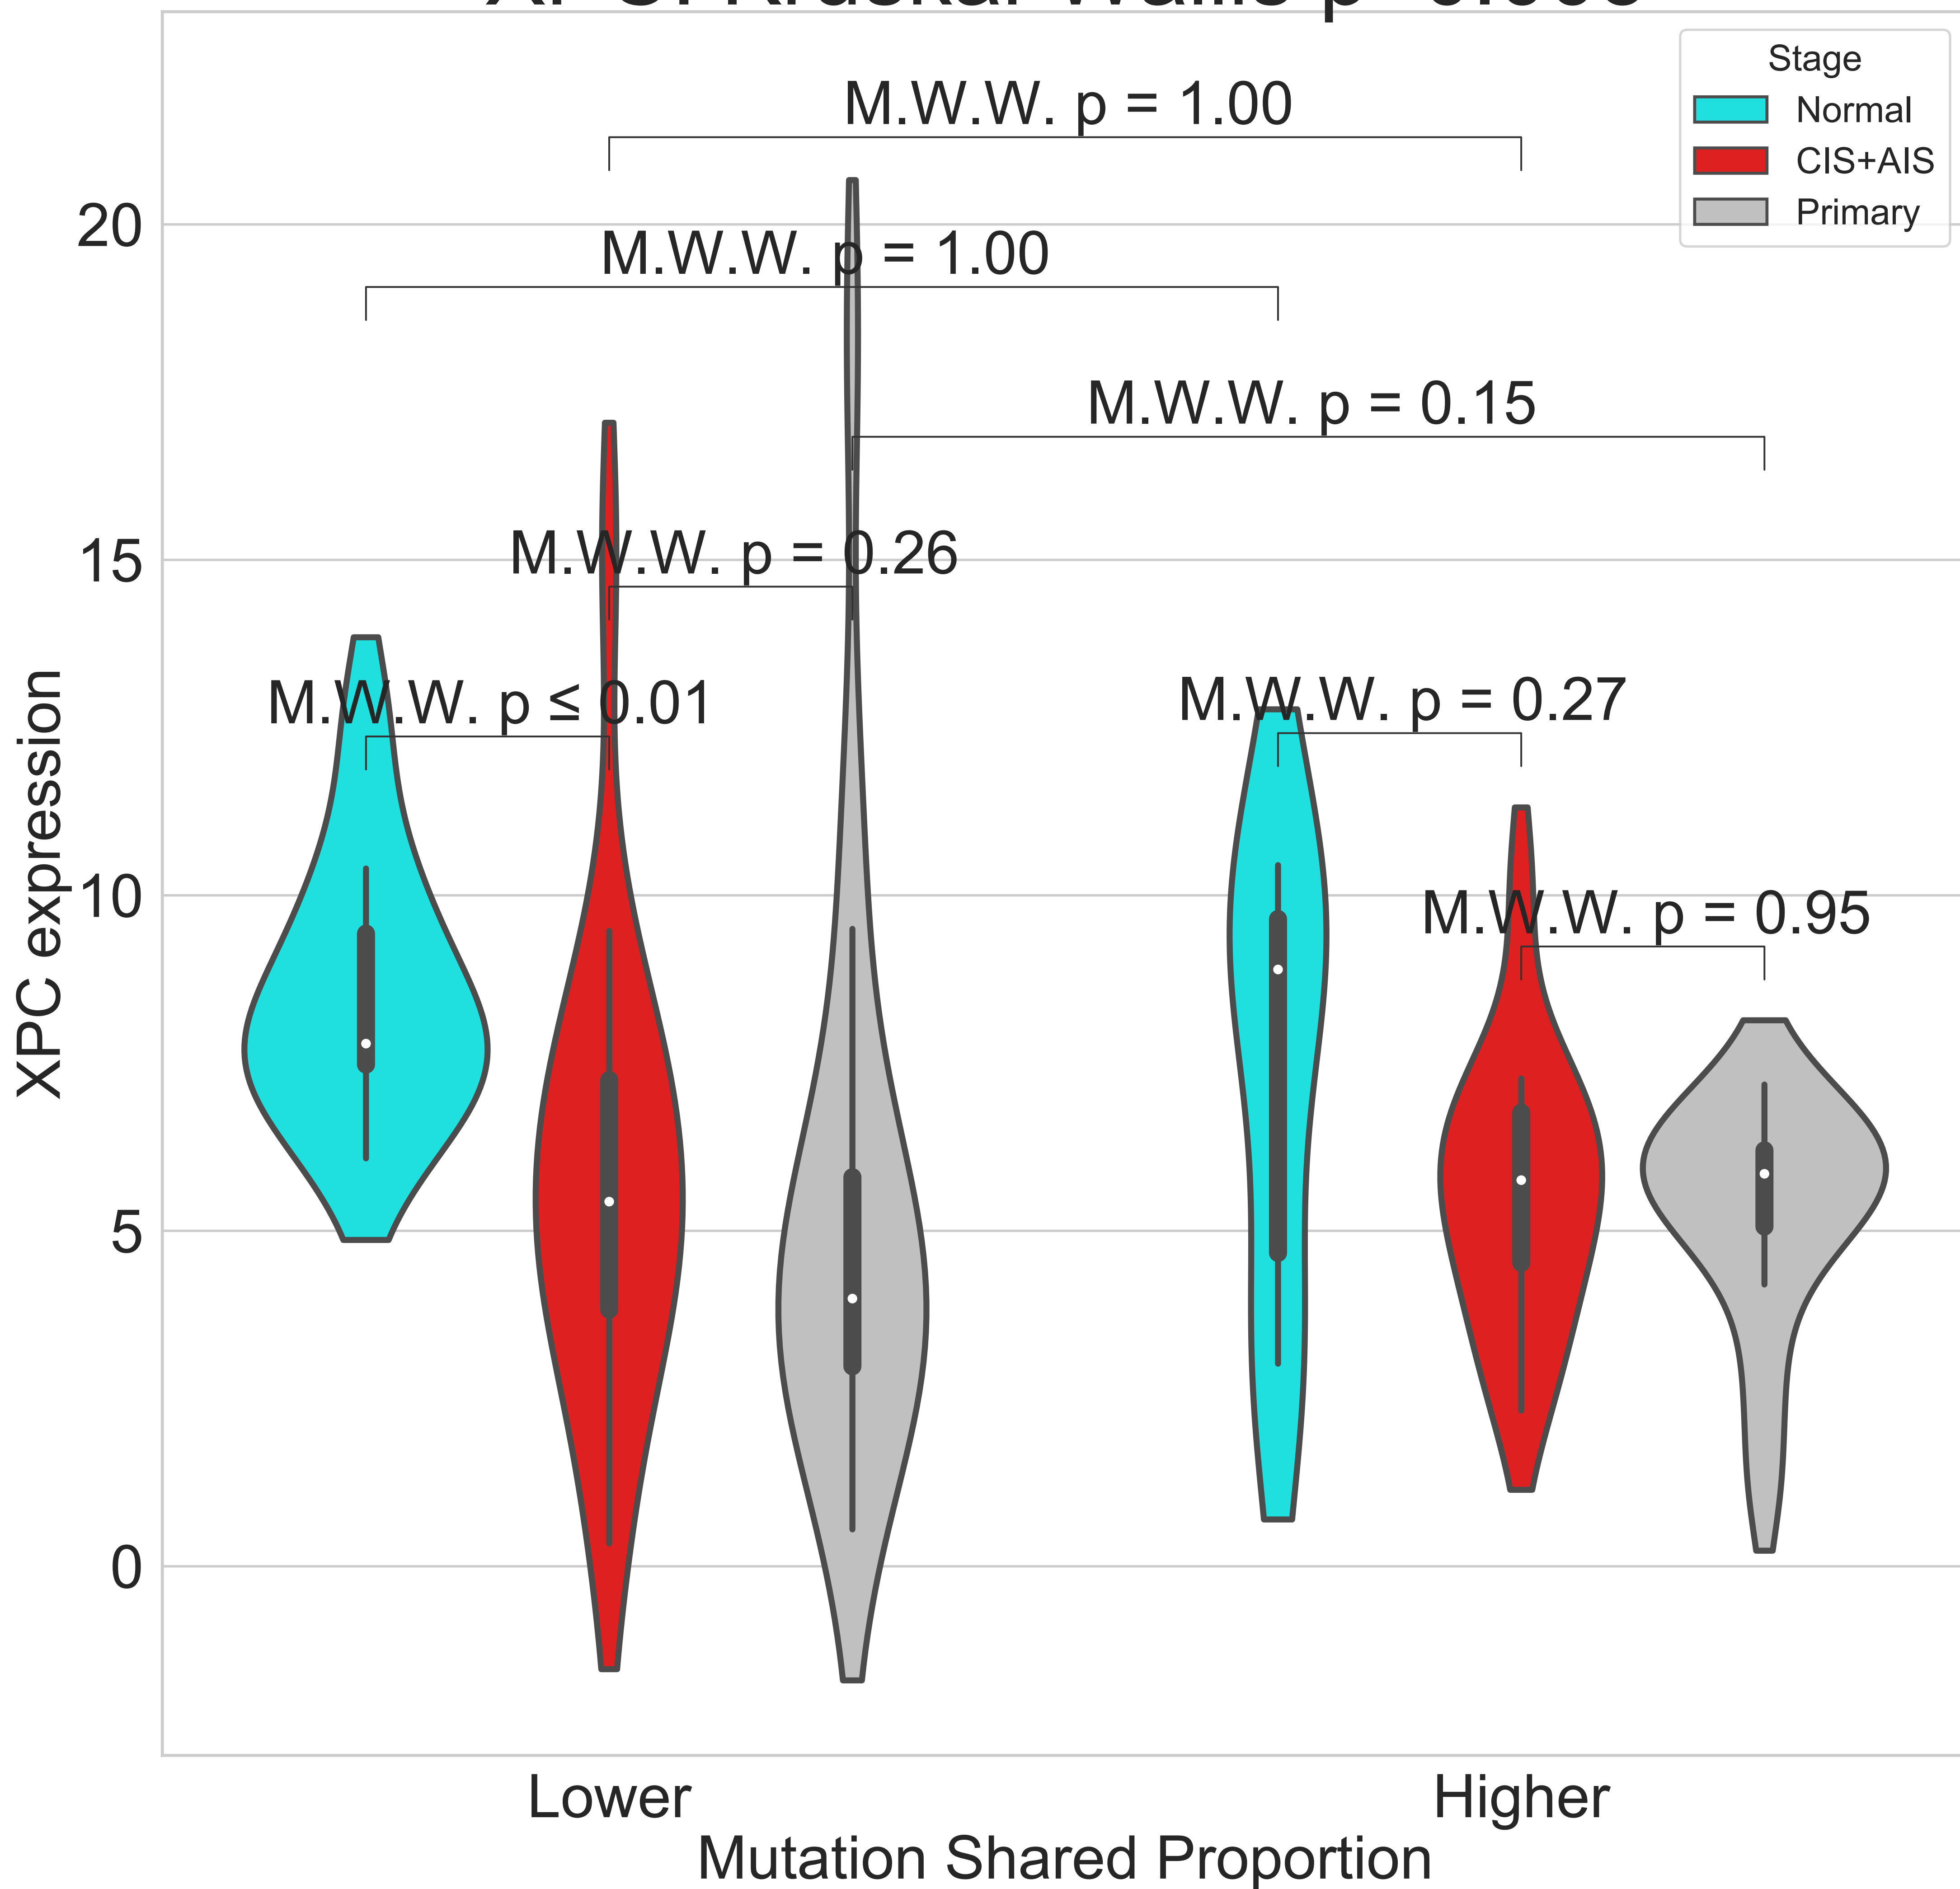 Stage
Normal
CIS+AIS
Primary
M.W.W. p = 1.00
M.W.W. p = 1.00
M.W.W. p = 0.15
M.W.W. p = 0.26
M.W.W. p ≤ 0.01
M.W.W. p = 0.27
M.W.W. p = 0.95
20
15
10
5
0
XPC expression
Lower
Higher
Mutation Shared Proportion